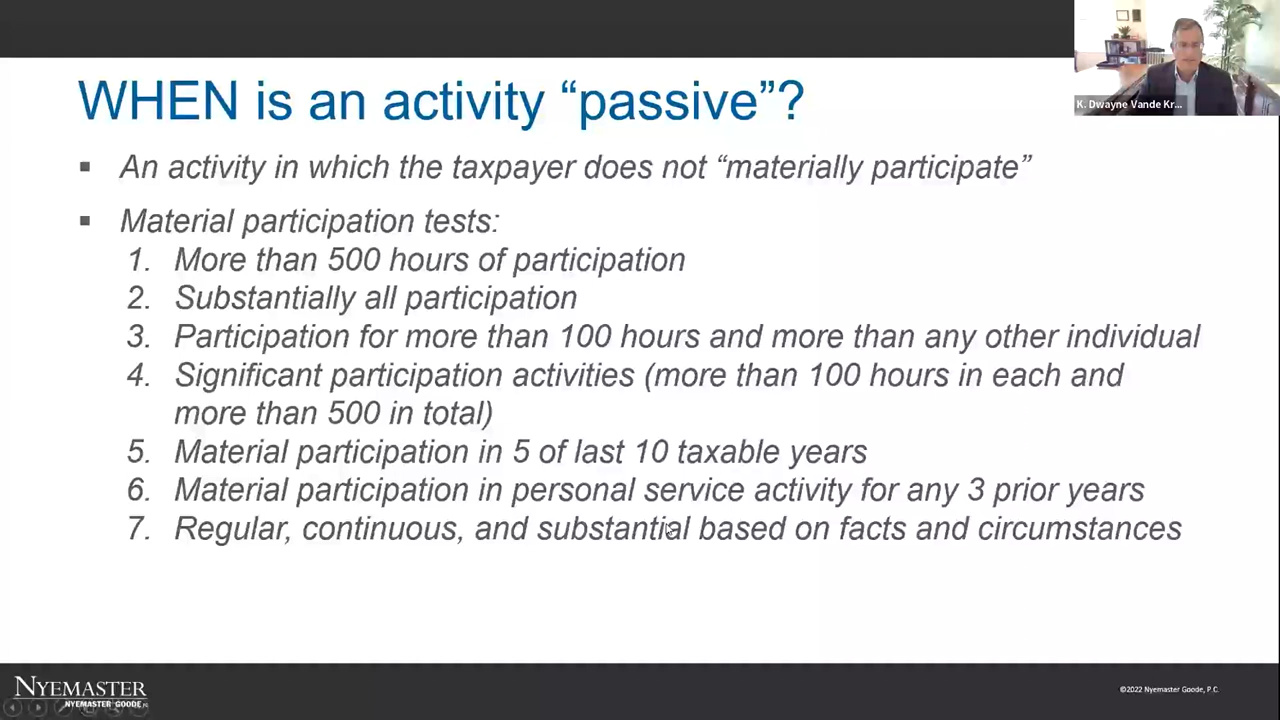 K. Dwayne Vande Kr...
WHEN is an activity “passive”?
▪ An activity in which the taxpayer does not “materially participate”
▪ Material participation tests:
1. More than 500 hours of participation
2. Substantially all participation
3. Participation for more than 100 hours and more than any other individual
4. Significant participation activities (more than 100 hours in each and
more than 500 in total)
5. Material participation in 5 of last 10 taxable years
6. Material participation in personal service activity for any 3 prior years
7. Regular, continuous, and substantial based on facts and circumstances
NYEMASTER
NYEMASTER GOODE, PC
©2022 Nyemaster Goode, P.C.